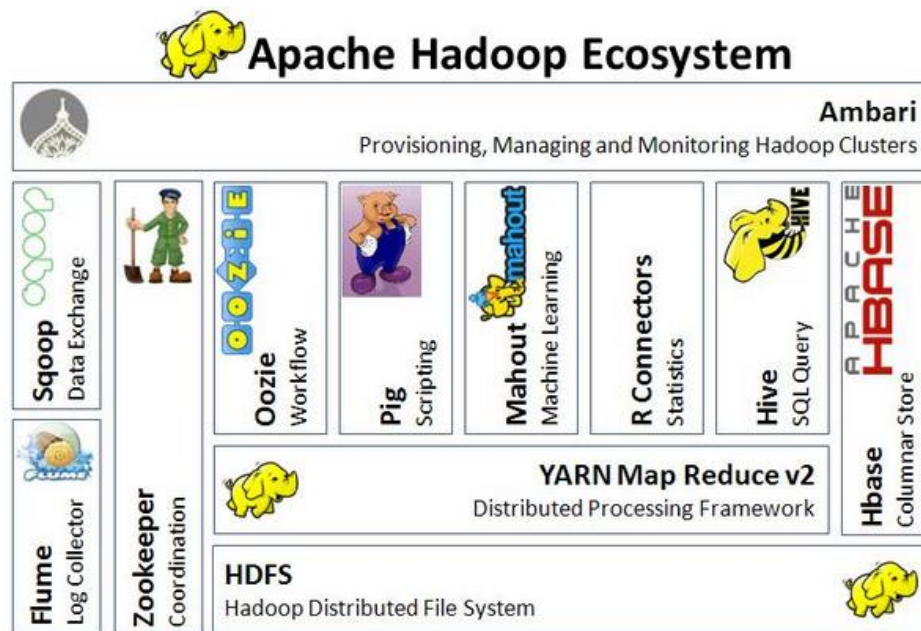 Apache Hadoop Ecosystem
Ambari
Provisioning, Managing and Monitoring Hadoop Clusters
sqoop
Sqoop
Data Exchange
FLUME
Flume
Log Collector
Zookeeper
Coordination
OOZIE
Oozie
Workflow
Pig
Scripting
mahout
Mahout
Machine Learning
R Connectors
Statistics
HIVE
Hive
SQL Query
APACHE
HBASE
Hbase
Columnar Store
YARN Map Reduce v2
Distributed Processing Framework
HDFS
Hadoop Distributed File System